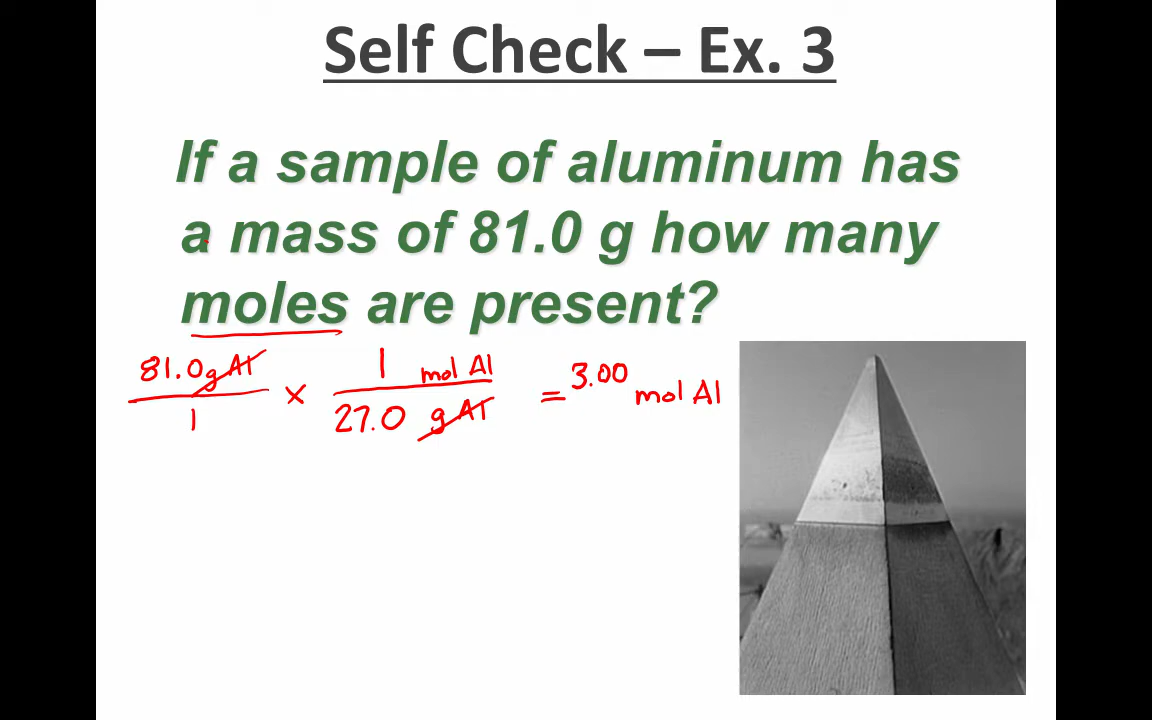 Self Check – Ex. 3
If a sample of aluminum has
a mass of 81.0 g how many
moles are present?
81.0g Al
1
×
1 mol Al
27.0 g Al
= 3.00 mol Al